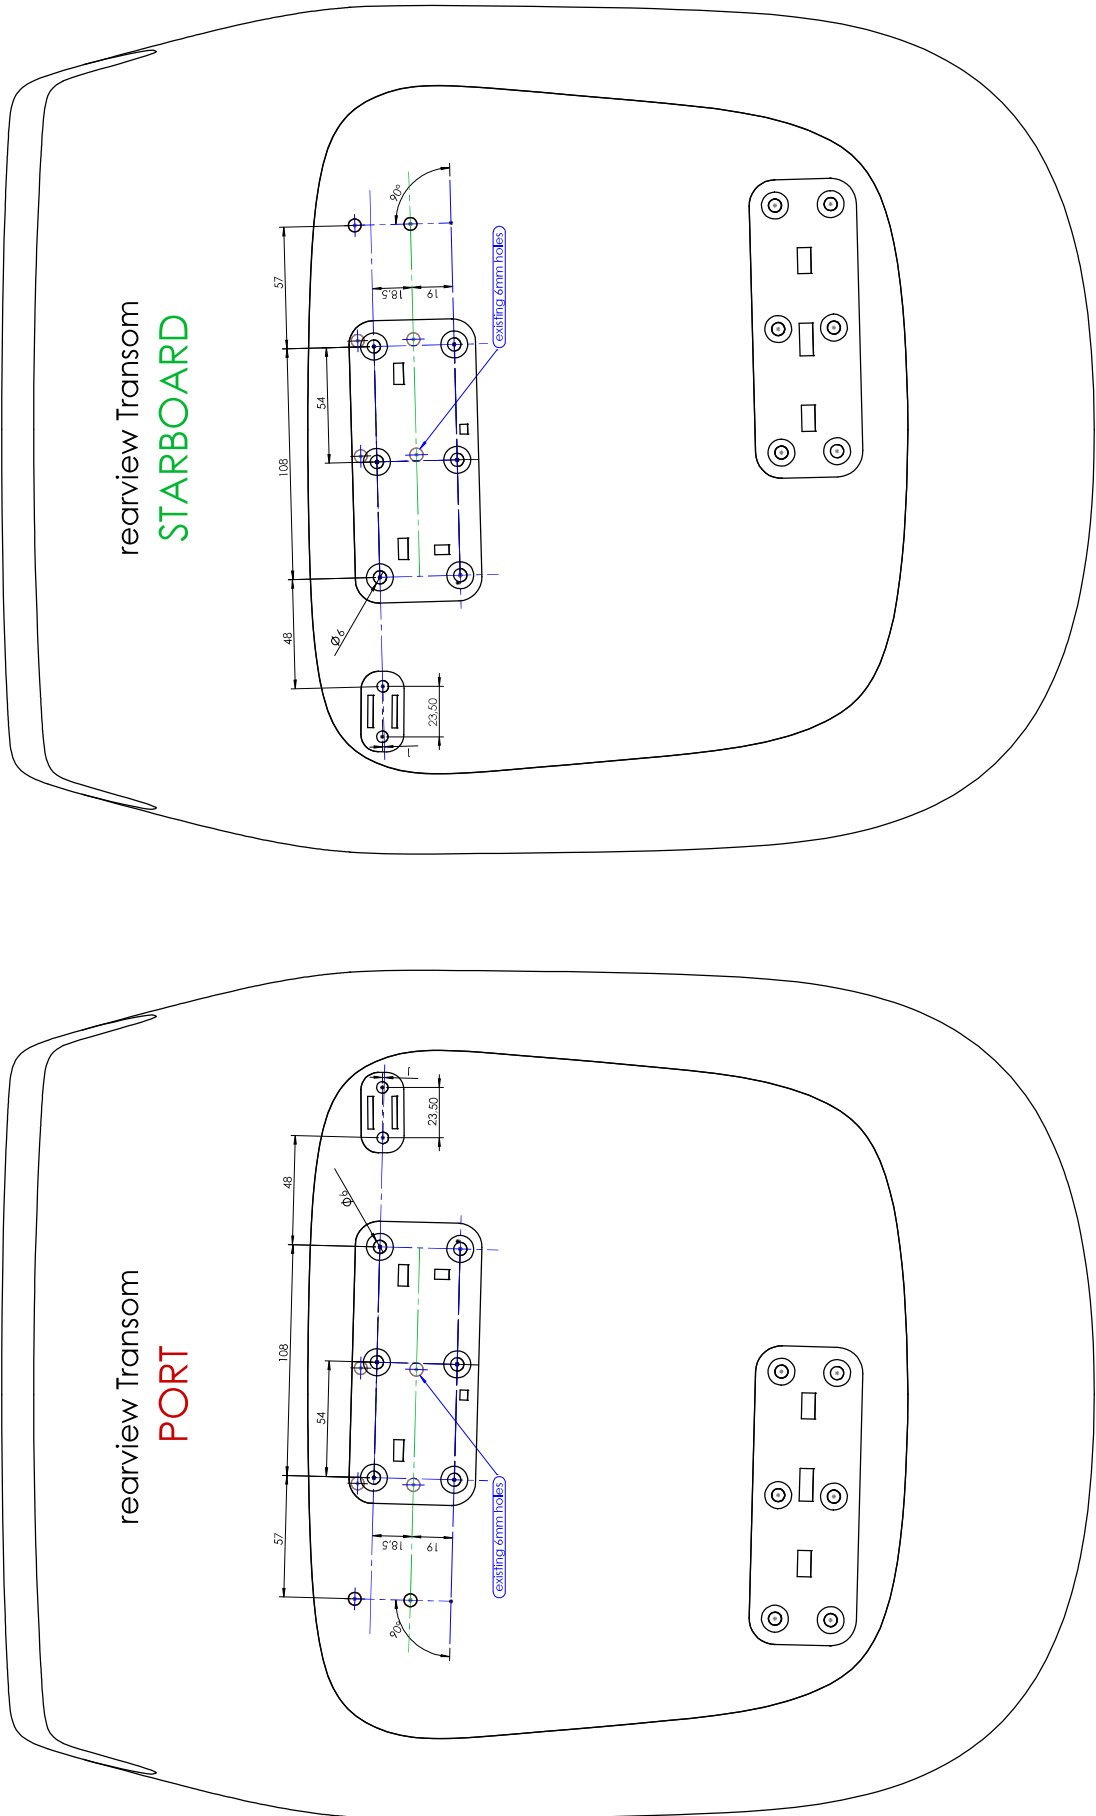 rearview Transom
PORT
57
108
48
54
Ø6
18,5
19
90°
23,50
1
existing 6mm holes
rearview Transom
STARBOARD
48
108
57
54
Ø6
18,5
19
90°
23,50
1
existing 6mm holes